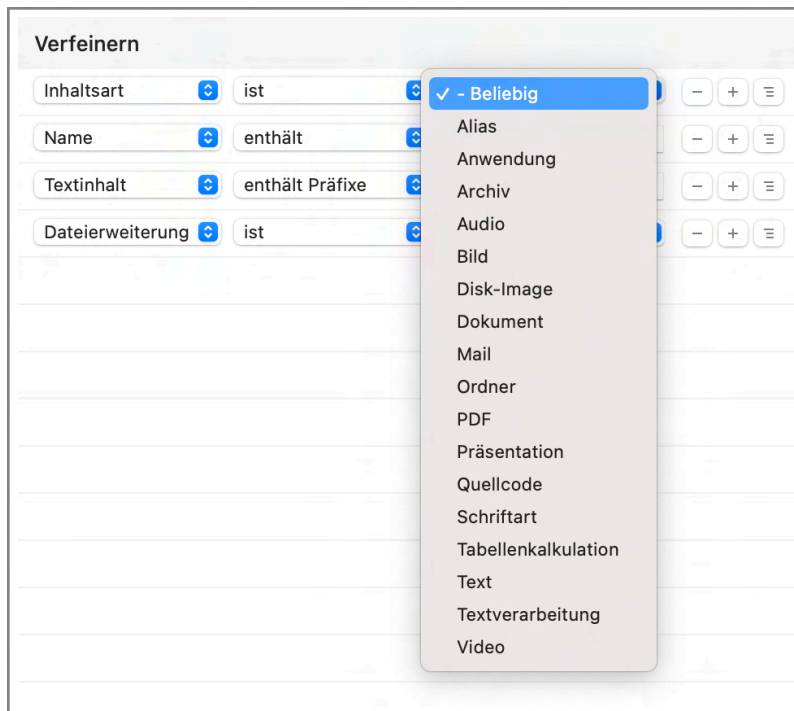 Verfeinern
Inhaltsart ist ✓ - Beliebig
Alias
Name enthält
Anwendung
Textinhalt enthält Präfixe Archiv
Audio
Dateierweiterung ist
Bild
Disk-Image
Dokument
Mail
Ordner
PDF
Präsentation
Quellcode
Schriftart
Tabellenkalkulation
Text
Textverarbeitung
Video